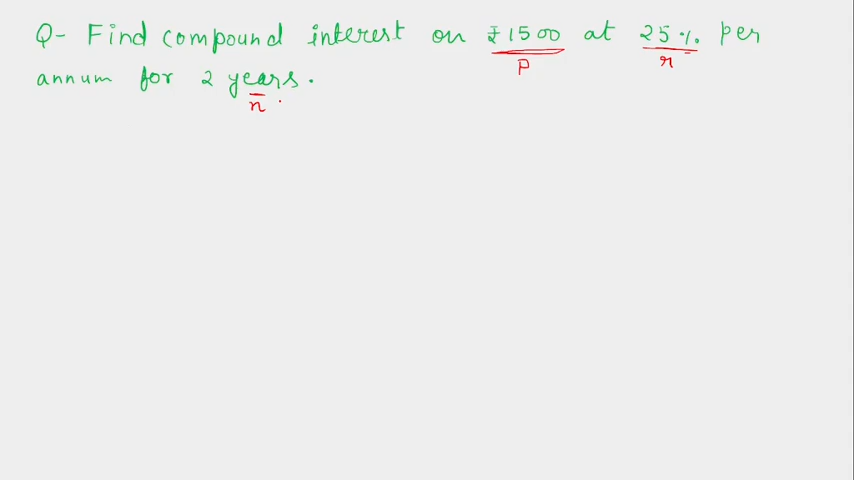 Q- Find compound interest on ₹1500 at 25% per
P r
annum for 2 years.
n